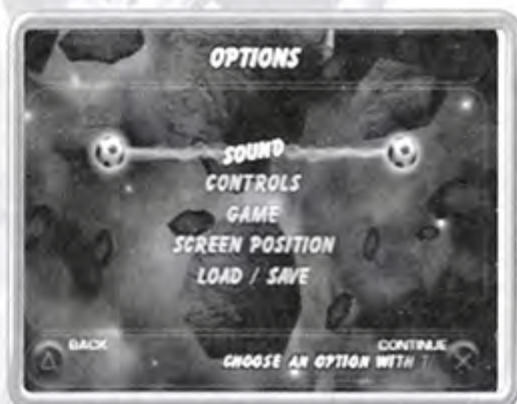 OPTIONS
SOUND
CONTROLS
GAME
SCREEN POSITION
LOAD / SAVE
BACK
CONTINUE
CHOOSE AN OPTION WITH T